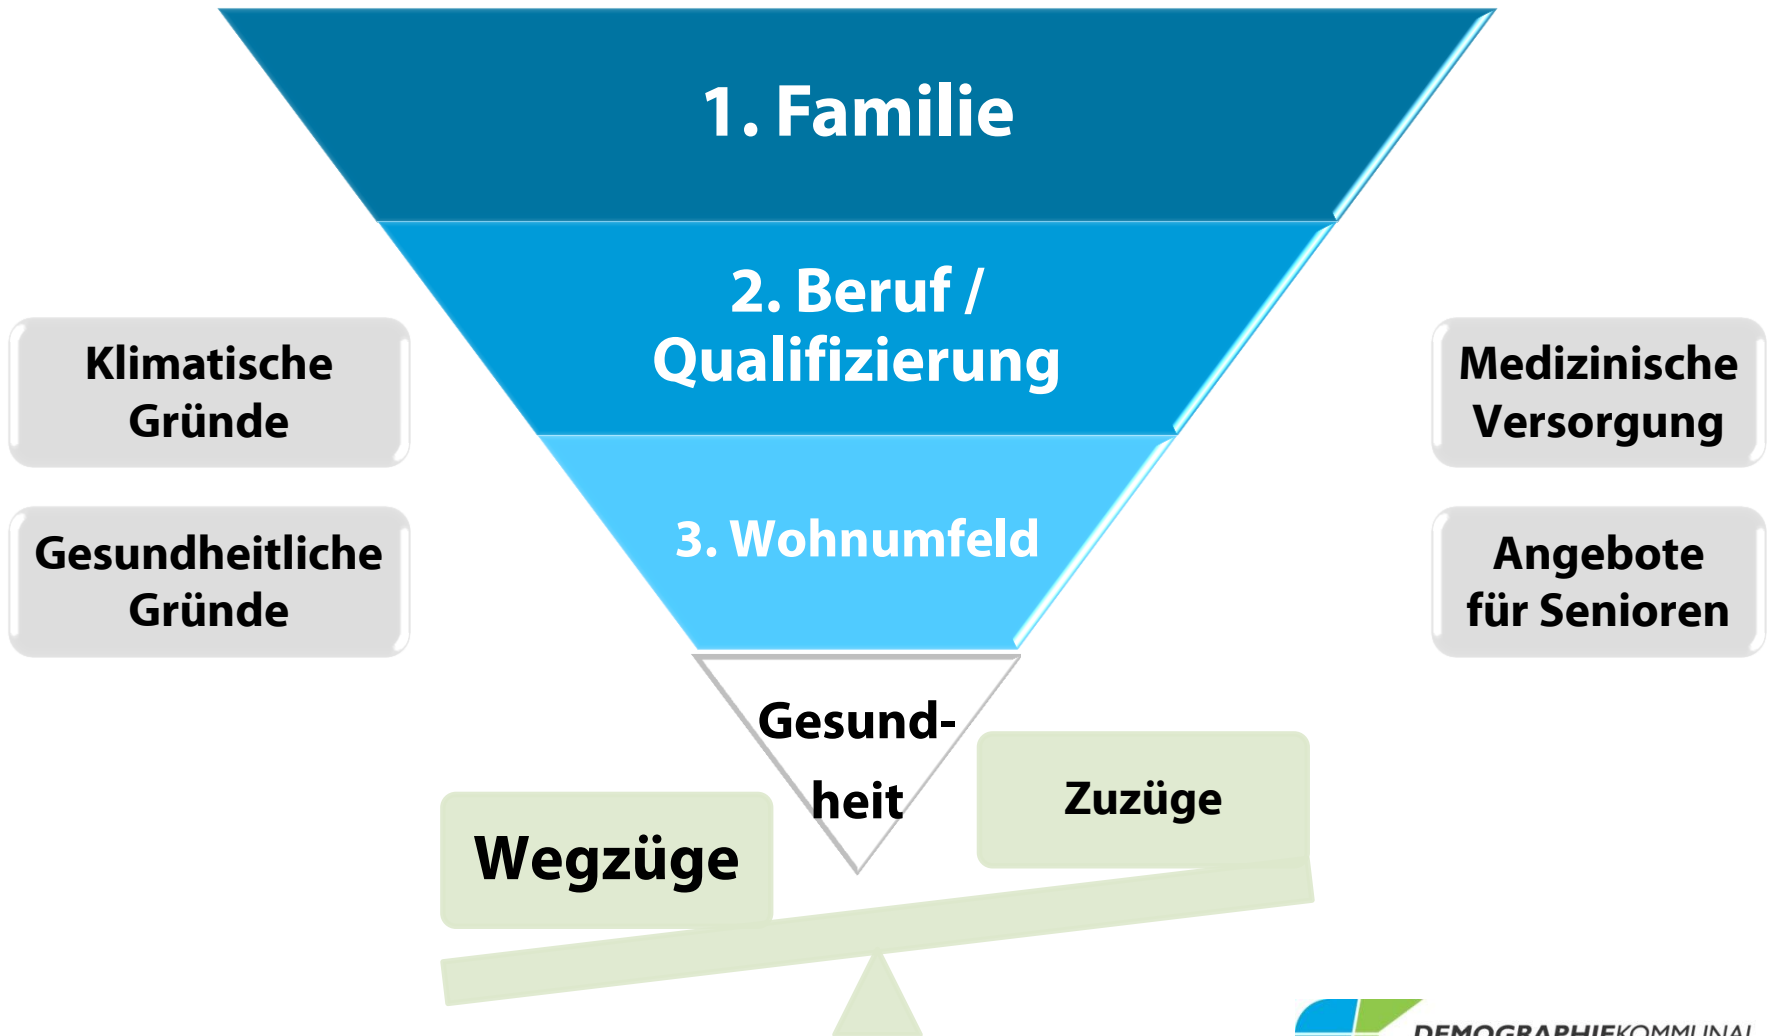 1. Familie
2. Beruf /
Qualifizierung
Klimatische
Gründe
Medizinische
Versorgung
3. Wohnumfeld
Gesundheitliche
Gründe
Angebote
für Senioren
Gesund-
heit
Zuzüge
Wegzüge
DEMOGRAPHIEKOMMUNAL